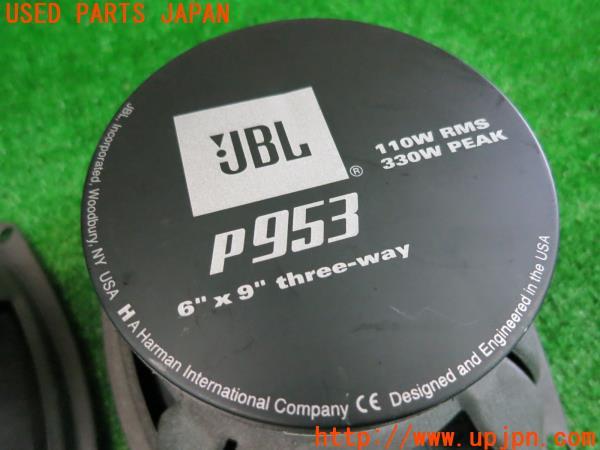 USED PARTS JAPAN
JBL
®
110W RMS
330W PEAK
P953
6" x 9" three-way
JBL, Incorporated, Woodbury, NY USA H A Harman International Company CE Designed and Engineered in the USA
UPJ
http://www.upjpn.com